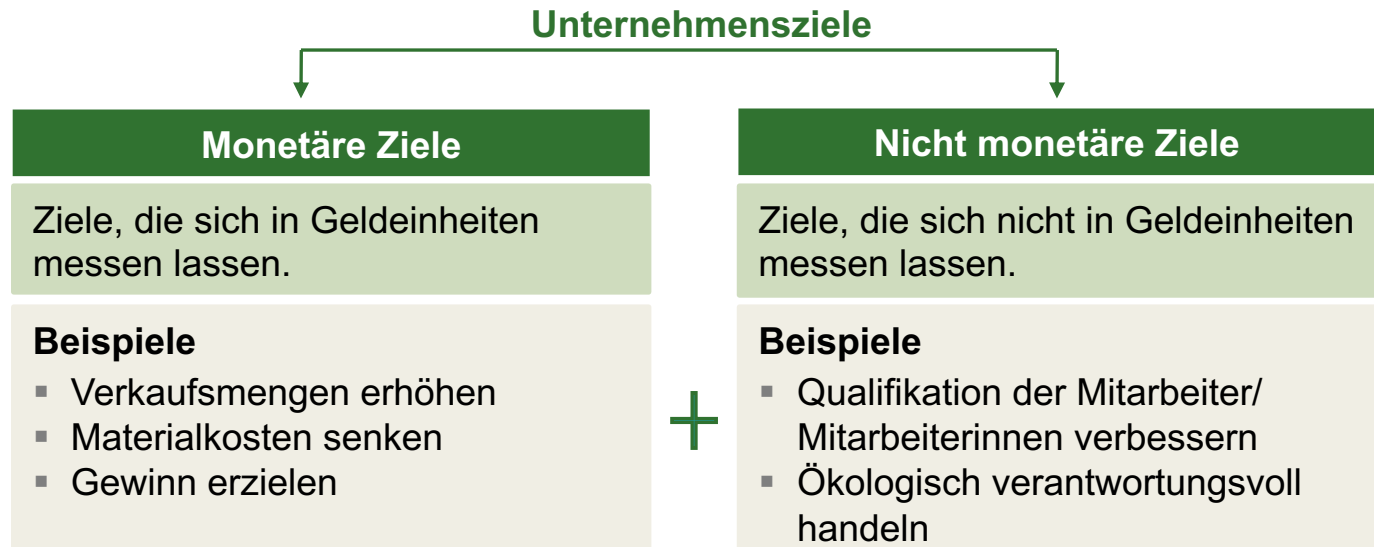 Unternehmensziele
Monetäre Ziele
Ziele, die sich in Geldeinheiten
messen lassen.
Beispiele
▪ Verkaufsmengen erhöhen
▪ Materialkosten senken
▪ Gewinn erzielen
+
Nicht monetäre Ziele
Ziele, die sich nicht in Geldeinheiten
messen lassen.
Beispiele
▪ Qualifikation der Mitarbeiter/
Mitarbeiterinnen verbessern
▪ Ökologisch verantwortungsvoll
handeln